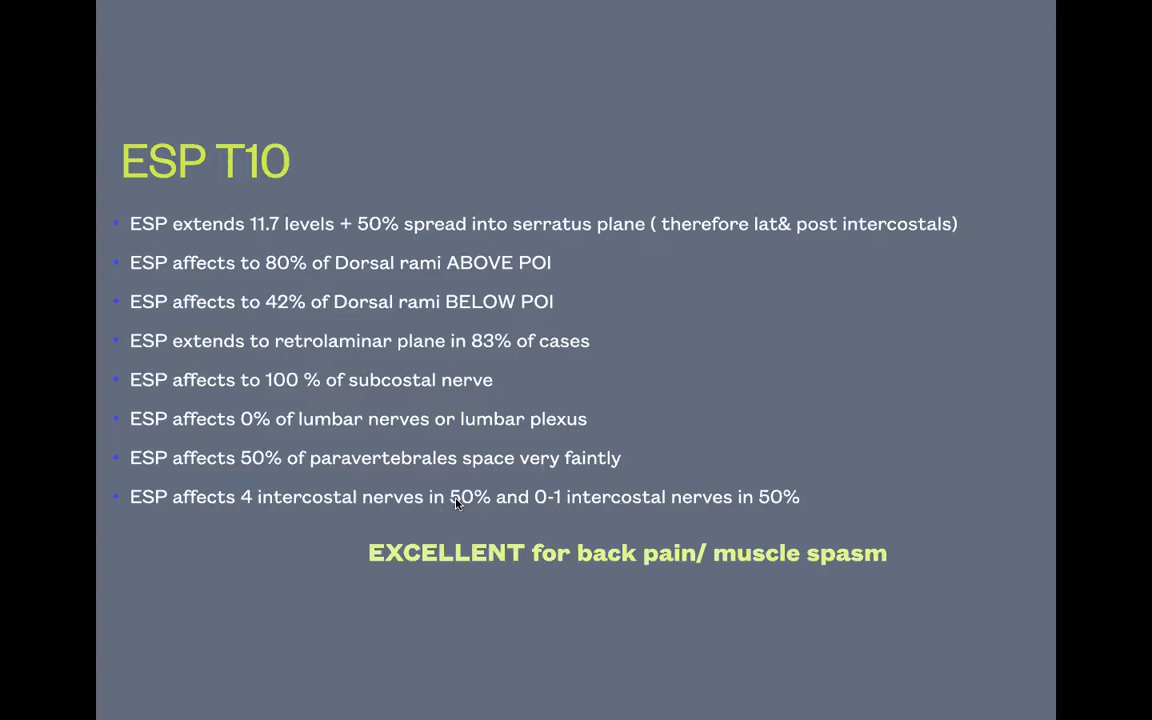 ESP T10
• ESP extends 11.7 levels + 50% spread into serratus plane ( therefore lat& post intercostals)
• ESP affects to 80% of Dorsal rami ABOVE POI
• ESP affects to 42% of Dorsal rami BELOW POI
• ESP extends to retrolaminar plane in 83% of cases
• ESP affects to 100 % of subcostal nerve
• ESP affects 0% of lumbar nerves or lumbar plexus
• ESP affects 50% of paravertebrales space very faintly
• ESP affects 4 intercostal nerves in 50% and 0-1 intercostal nerves in 50%
EXCELLENT for back pain/ muscle spasm